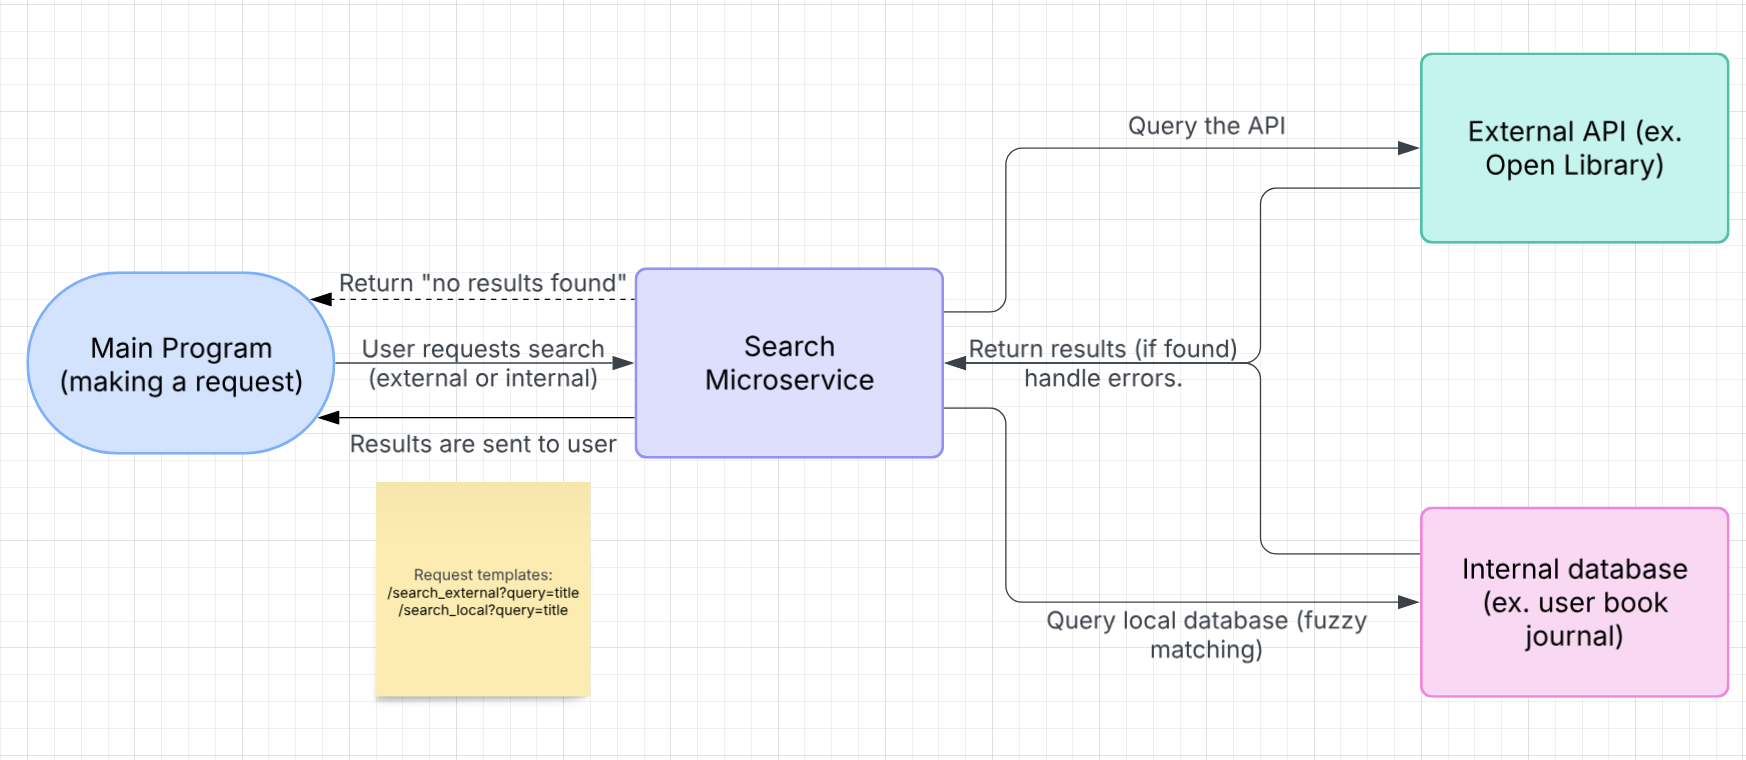 Query the API
External API (ex.
Open Library)
Return "no results found"
Main Program
(making a request)
User requests search
(external or internal)
Search
Microservice
Return results (if found)
handle errors.
Results are sent to user
Request templates:
/search_external?query=title
/search_local?query=title
Query local database (fuzzy
matching)
Internal database
(ex. user book
journal)